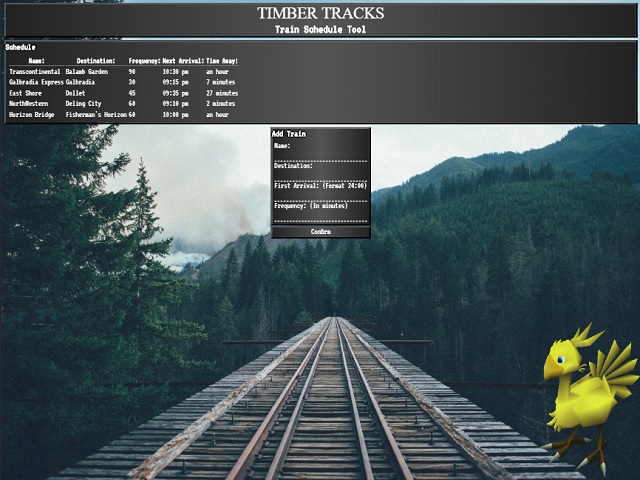 TIMBER TRACKS
Train Schedule Tool
Schedule
Name: Destination: Frequency: Next Arrival: Time Away:
Transcontinental Balamb Garden 90 10:30 pm an hour
Galbradia Express Galbradia 30 09:15 pm 7 minutes
East Shore Dollet 45 09:35 pm 27 minutes
NorthWestern Deling City 60 09:10 pm 2 minutes
Horizon Bridge Fisherman's Horizon 60 10:00 pm an hour
Add Train
Name:
Destination:
First Arrival: (Format 24:00)
Frequency: (In minutes)
Confirm